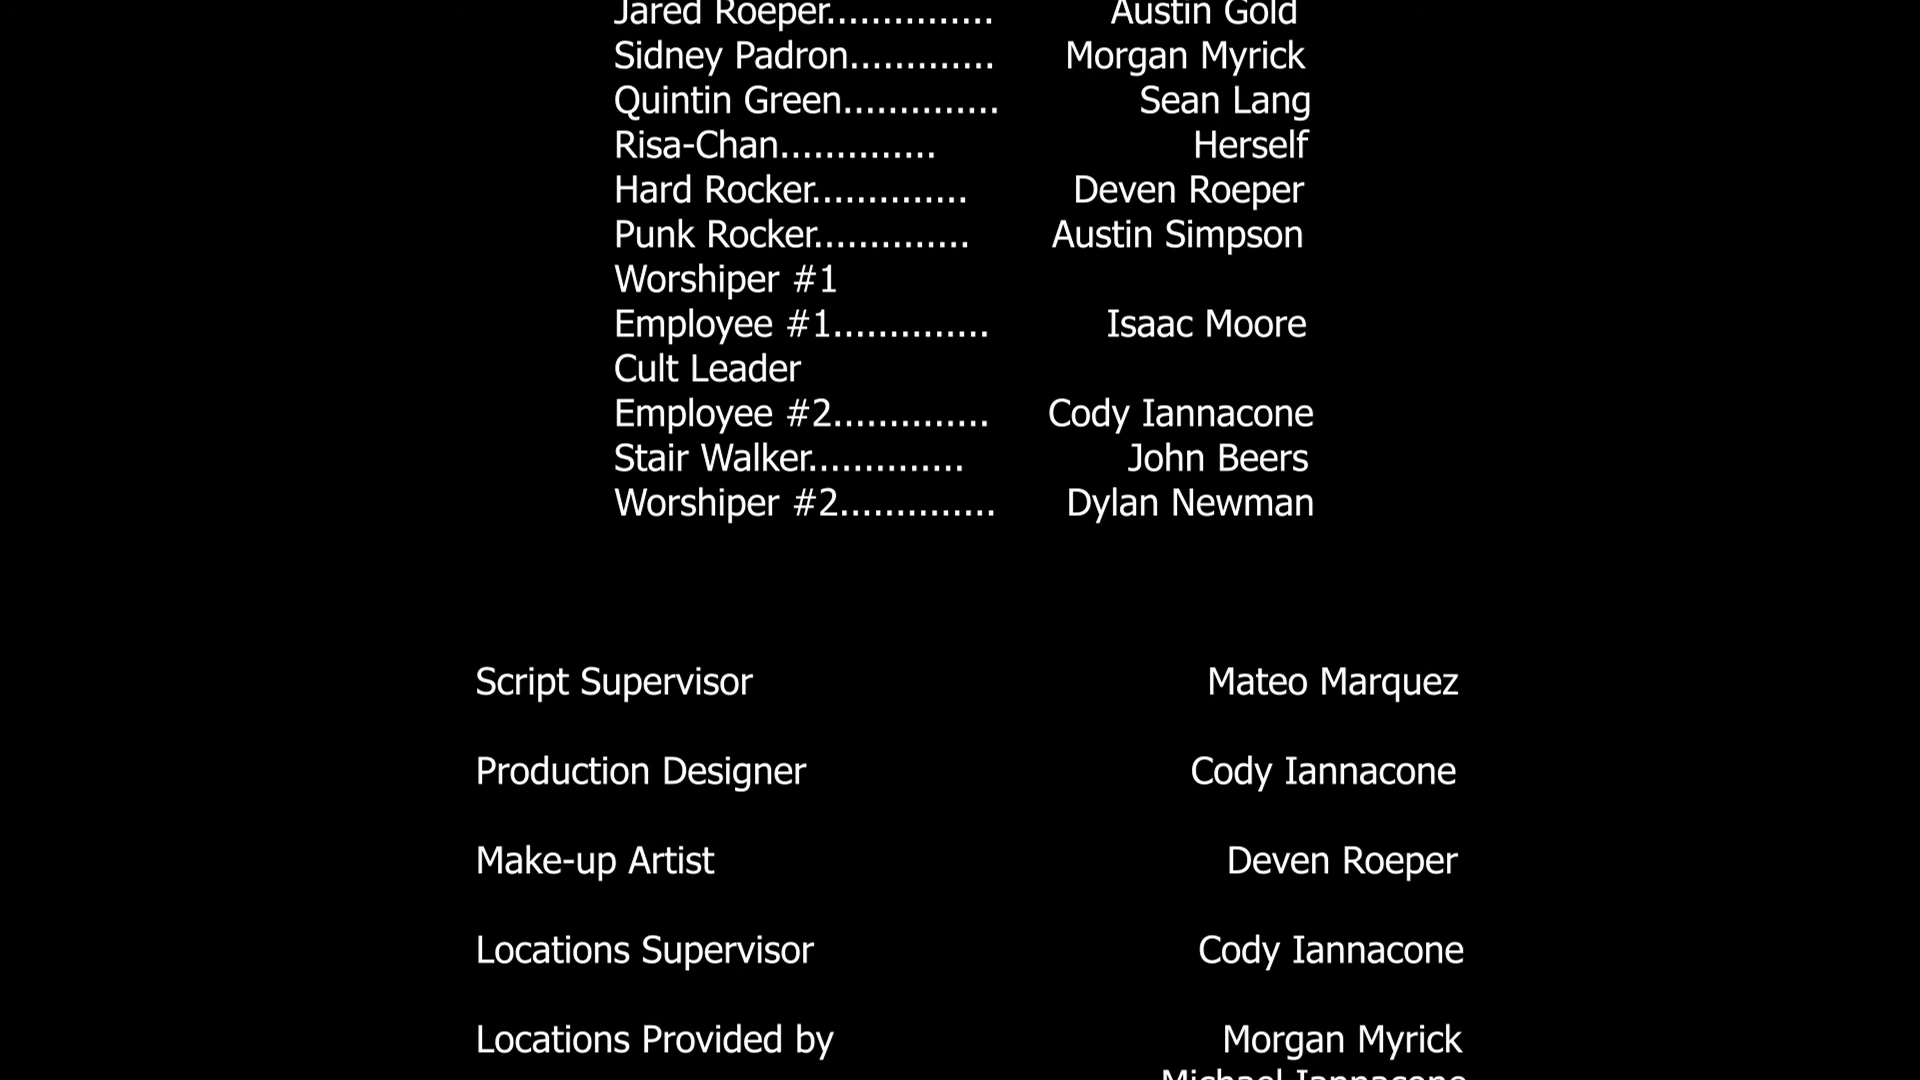 Jared Roeper............... Austin Gold
Sidney Padron............. Morgan Myrick
Quintin Green.............. Sean Lang
Risa-Chan.............. Herself
Hard Rocker.............. Deven Roeper
Punk Rocker.............. Austin Simpson
Worshiper #1
Employee #1.............. Isaac Moore
Cult Leader
Employee #2.............. Cody Iannacone
Stair Walker.............. John Beers
Worshiper #2.............. Dylan Newman
Script Supervisor Mateo Marquez
Production Designer Cody Iannacone
Make-up Artist Deven Roeper
Locations Supervisor Cody Iannacone
Locations Provided by Morgan Myrick
Michael Iannacone